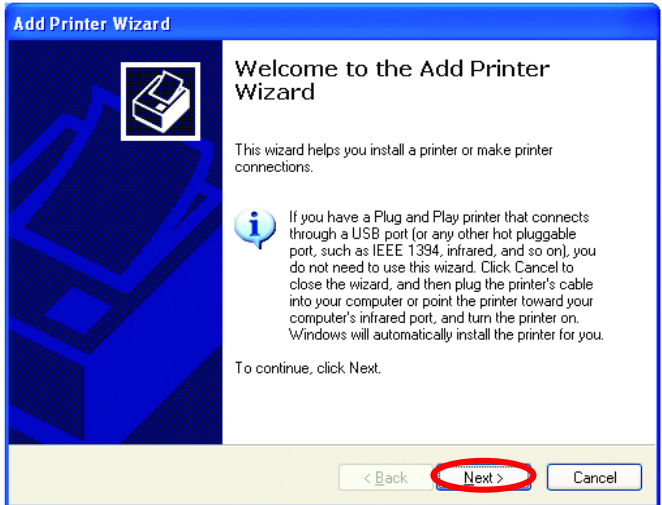 Add Printer Wizard
Welcome to the Add Printer
Wizard
This wizard helps you install a printer or make printer
connections.
If you have a Plug and Play printer that connects
through a USB port (or any other hot pluggable
port, such as IEEE 1394, infrared, and so on), you
do not need to use this wizard. Click Cancel to
close the wizard, and then plug the printer's cable
into your computer or point the printer toward your
computer's infrared port, and turn the printer on.
Windows will automatically install the printer for you.
To continue, click Next.
< Back Next > Cancel